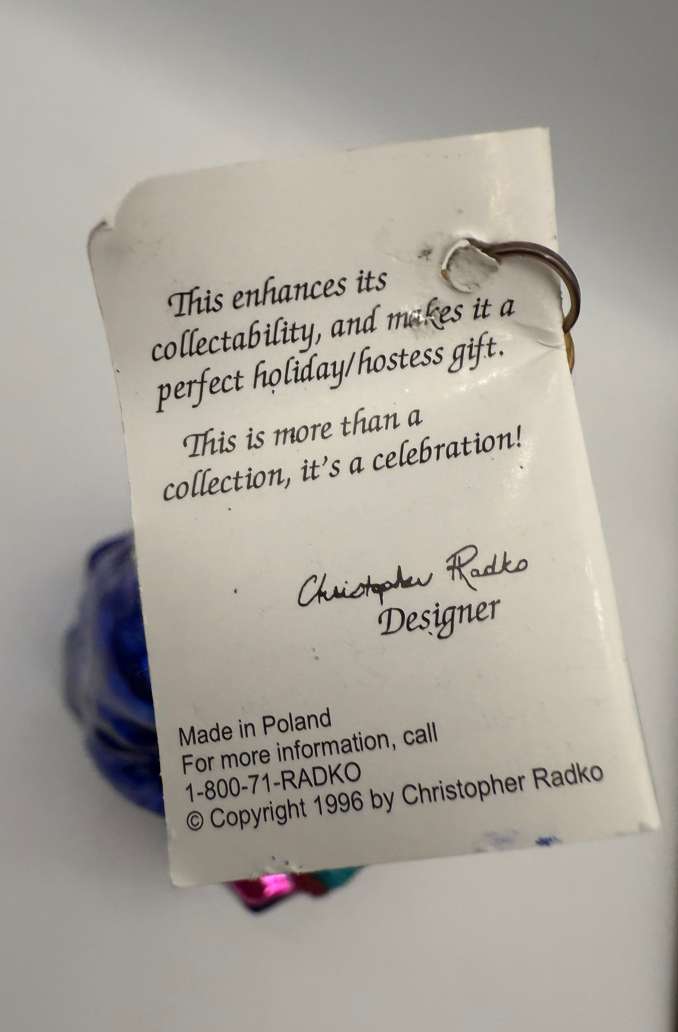 This enhances its
collectability, and makes it a
perfect holiday/hostess gift.
This is more than a
collection, it's a celebration!
Christopher Radko
Designer
Made in Poland
For more information, call
1-800-71-RADKO
© Copyright 1996 by Christopher Radko